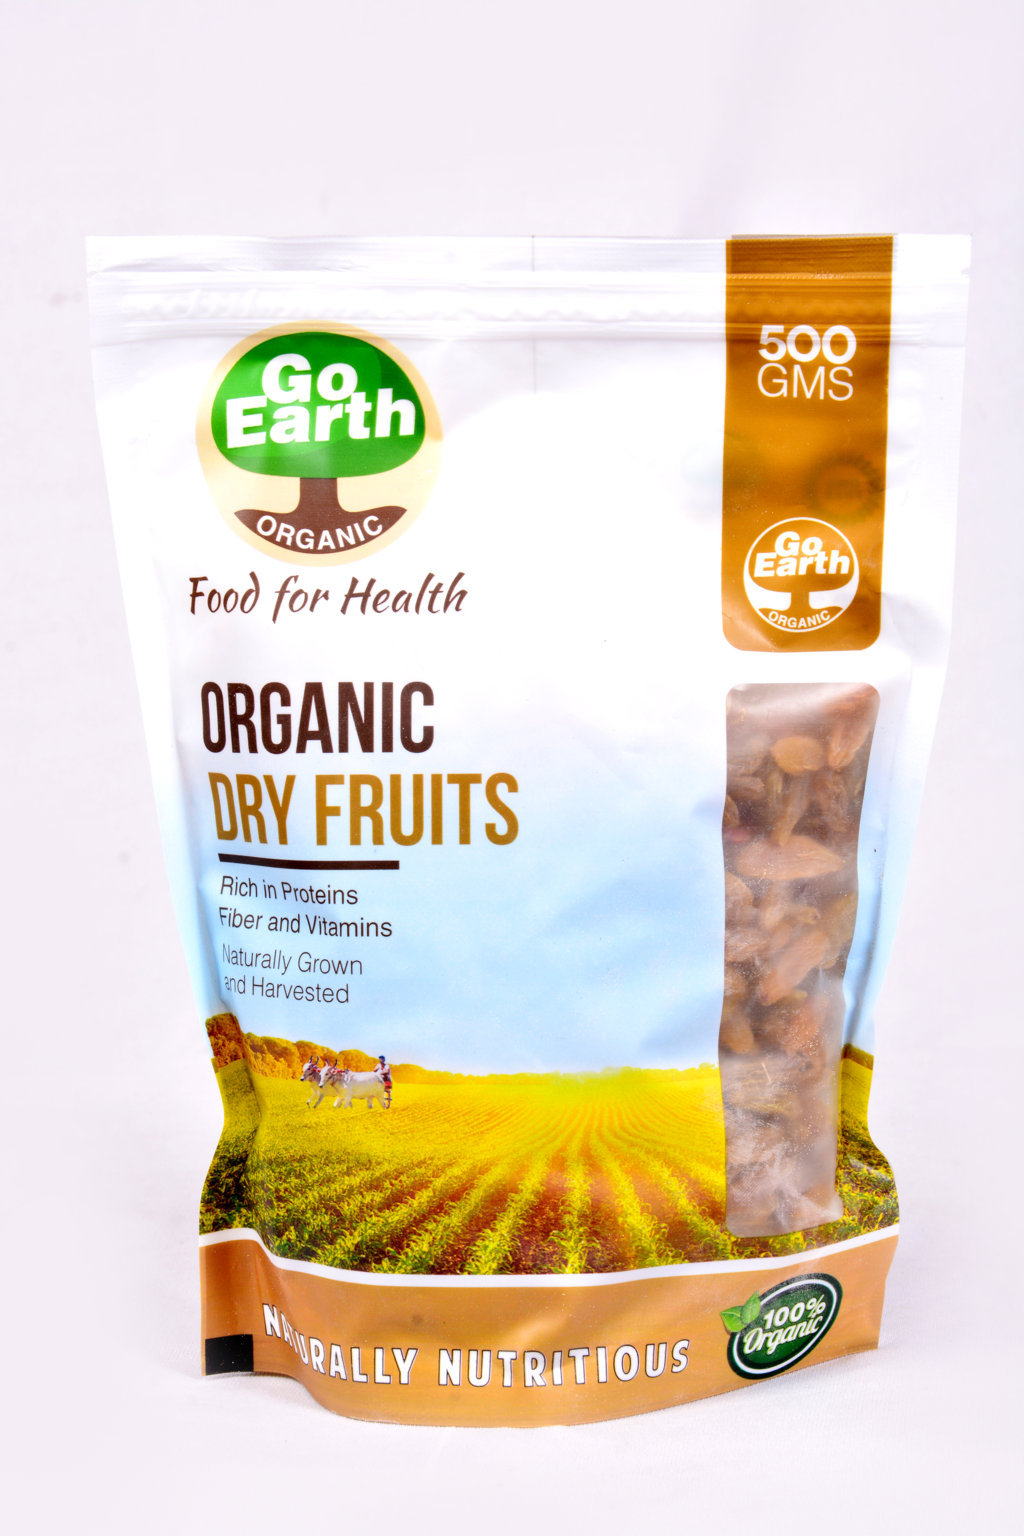 Go
Earth
ORGANIC
Food for Health
500
GMS
Go
Earth
ORGANIC
ORGANIC
DRY FRUITS
Rich in Proteins
Fiber and Vitamins
Naturally Grown
and Harvested
NATURALLY NUTRITIOUS
100%
Organic